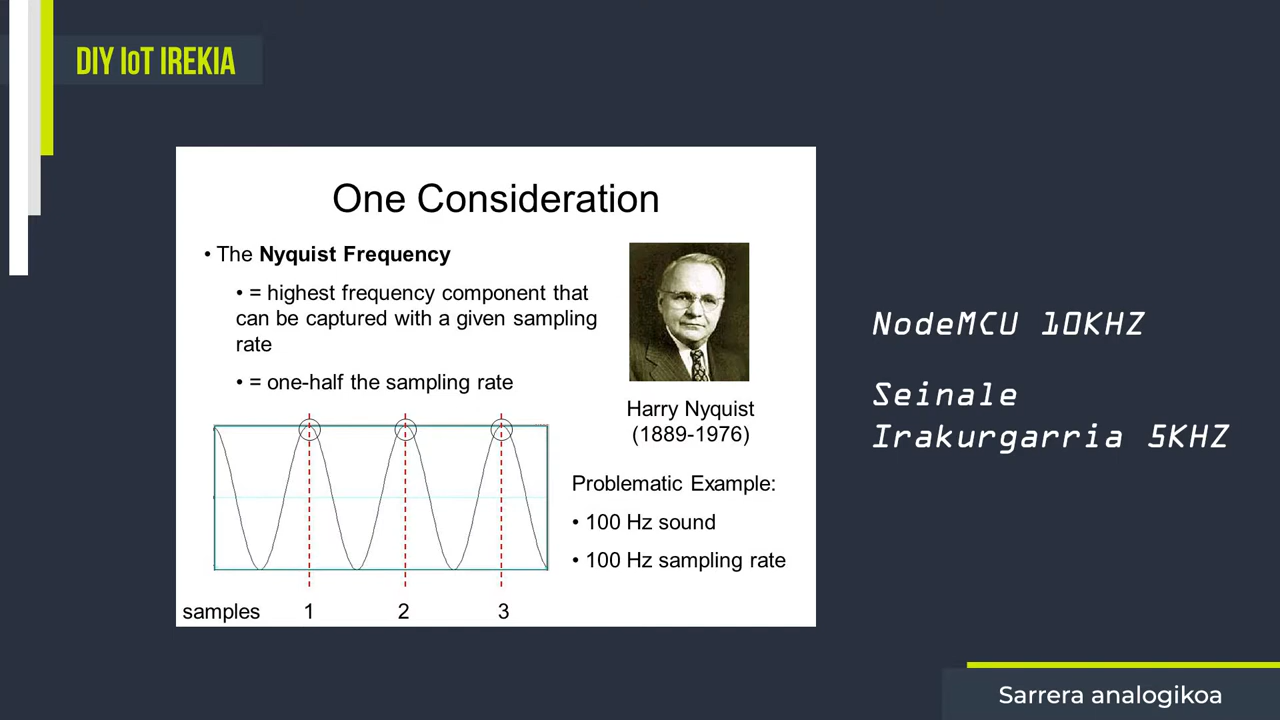 DIY IoT IREKIA
One Consideration
• The Nyquist Frequency
• = highest frequency component that
can be captured with a given sampling
rate
• = one-half the sampling rate
Harry Nyquist
(1889-1976)
Problematic Example:
• 100 Hz sound
• 100 Hz sampling rate
samples 1 2 3
NodeMCU 10KHZ
Seinale
Irakurgarria 5KHZ
Sarrera analogikoa